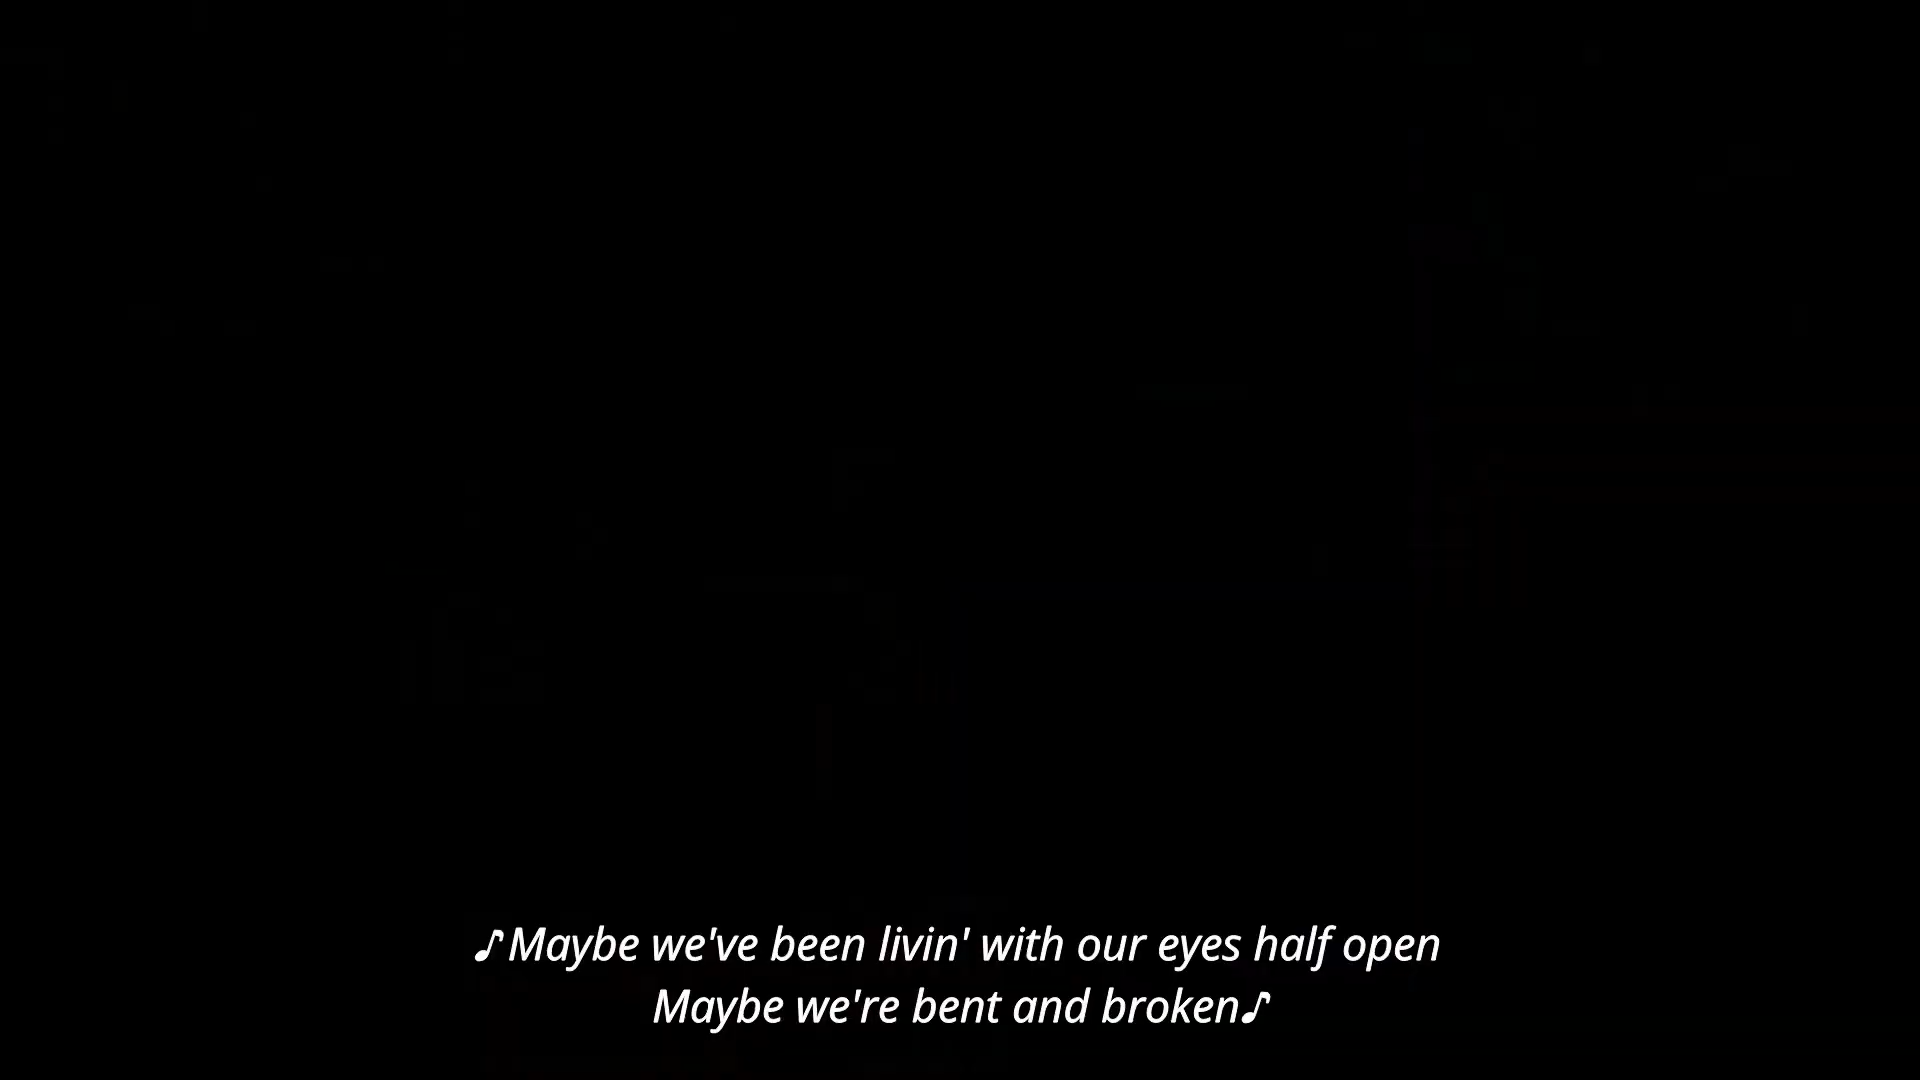 ♪Maybe we've been livin' with our eyes half open
Maybe we're bent and broken♪